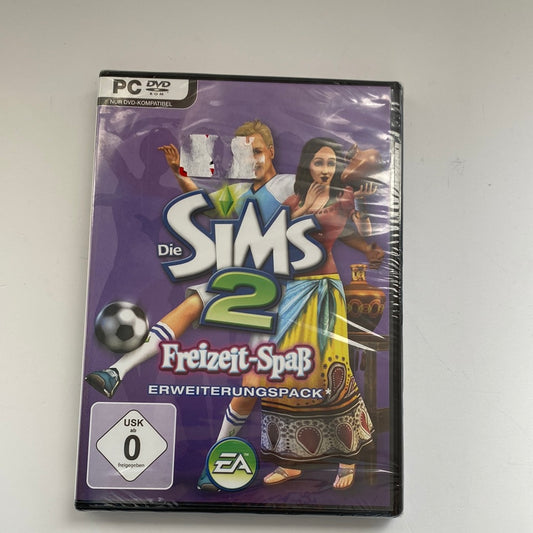 PC DVD
ROM
NUR DVD-KOMPATIBEL
Die SIMS
2
Freizeit-Spaß
ERWEITERUNGSPACK*
USK
ab
0
freigegeben
EA